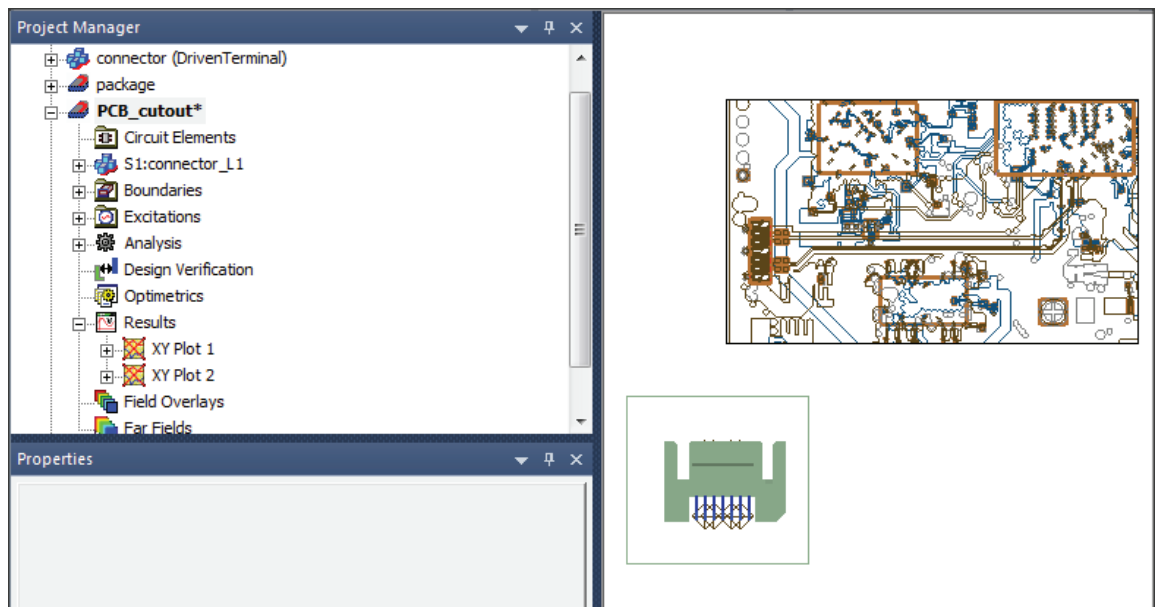 Project Manager
connector (DrivenTerminal)
package
PCB_cutout*
Circuit Elements
S1:connector_L1
Boundaries
Excitations
Analysis
Design Verification
Optimetrics
Results
XY Plot 1
XY Plot 2
Field Overlays
Far Fields
Properties